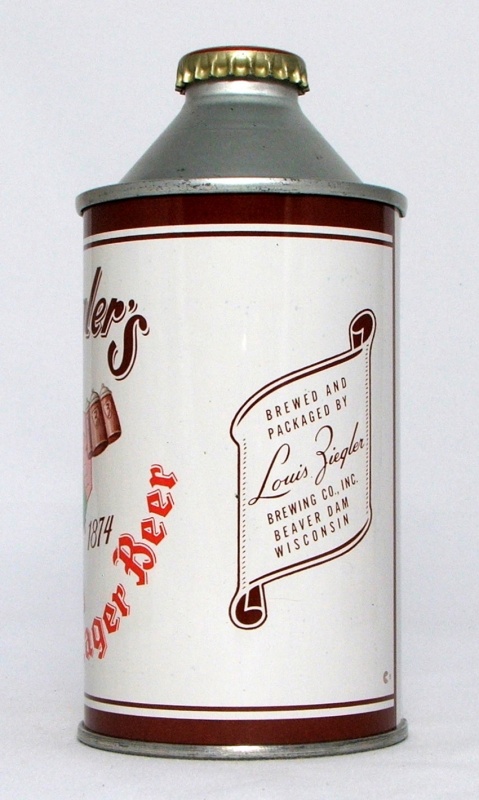 ler's
1874
ager Beer
BREWED AND
PACKAGED BY
Louis Ziegler
BREWING CO., INC.
BEAVER DAM
WISCONSIN